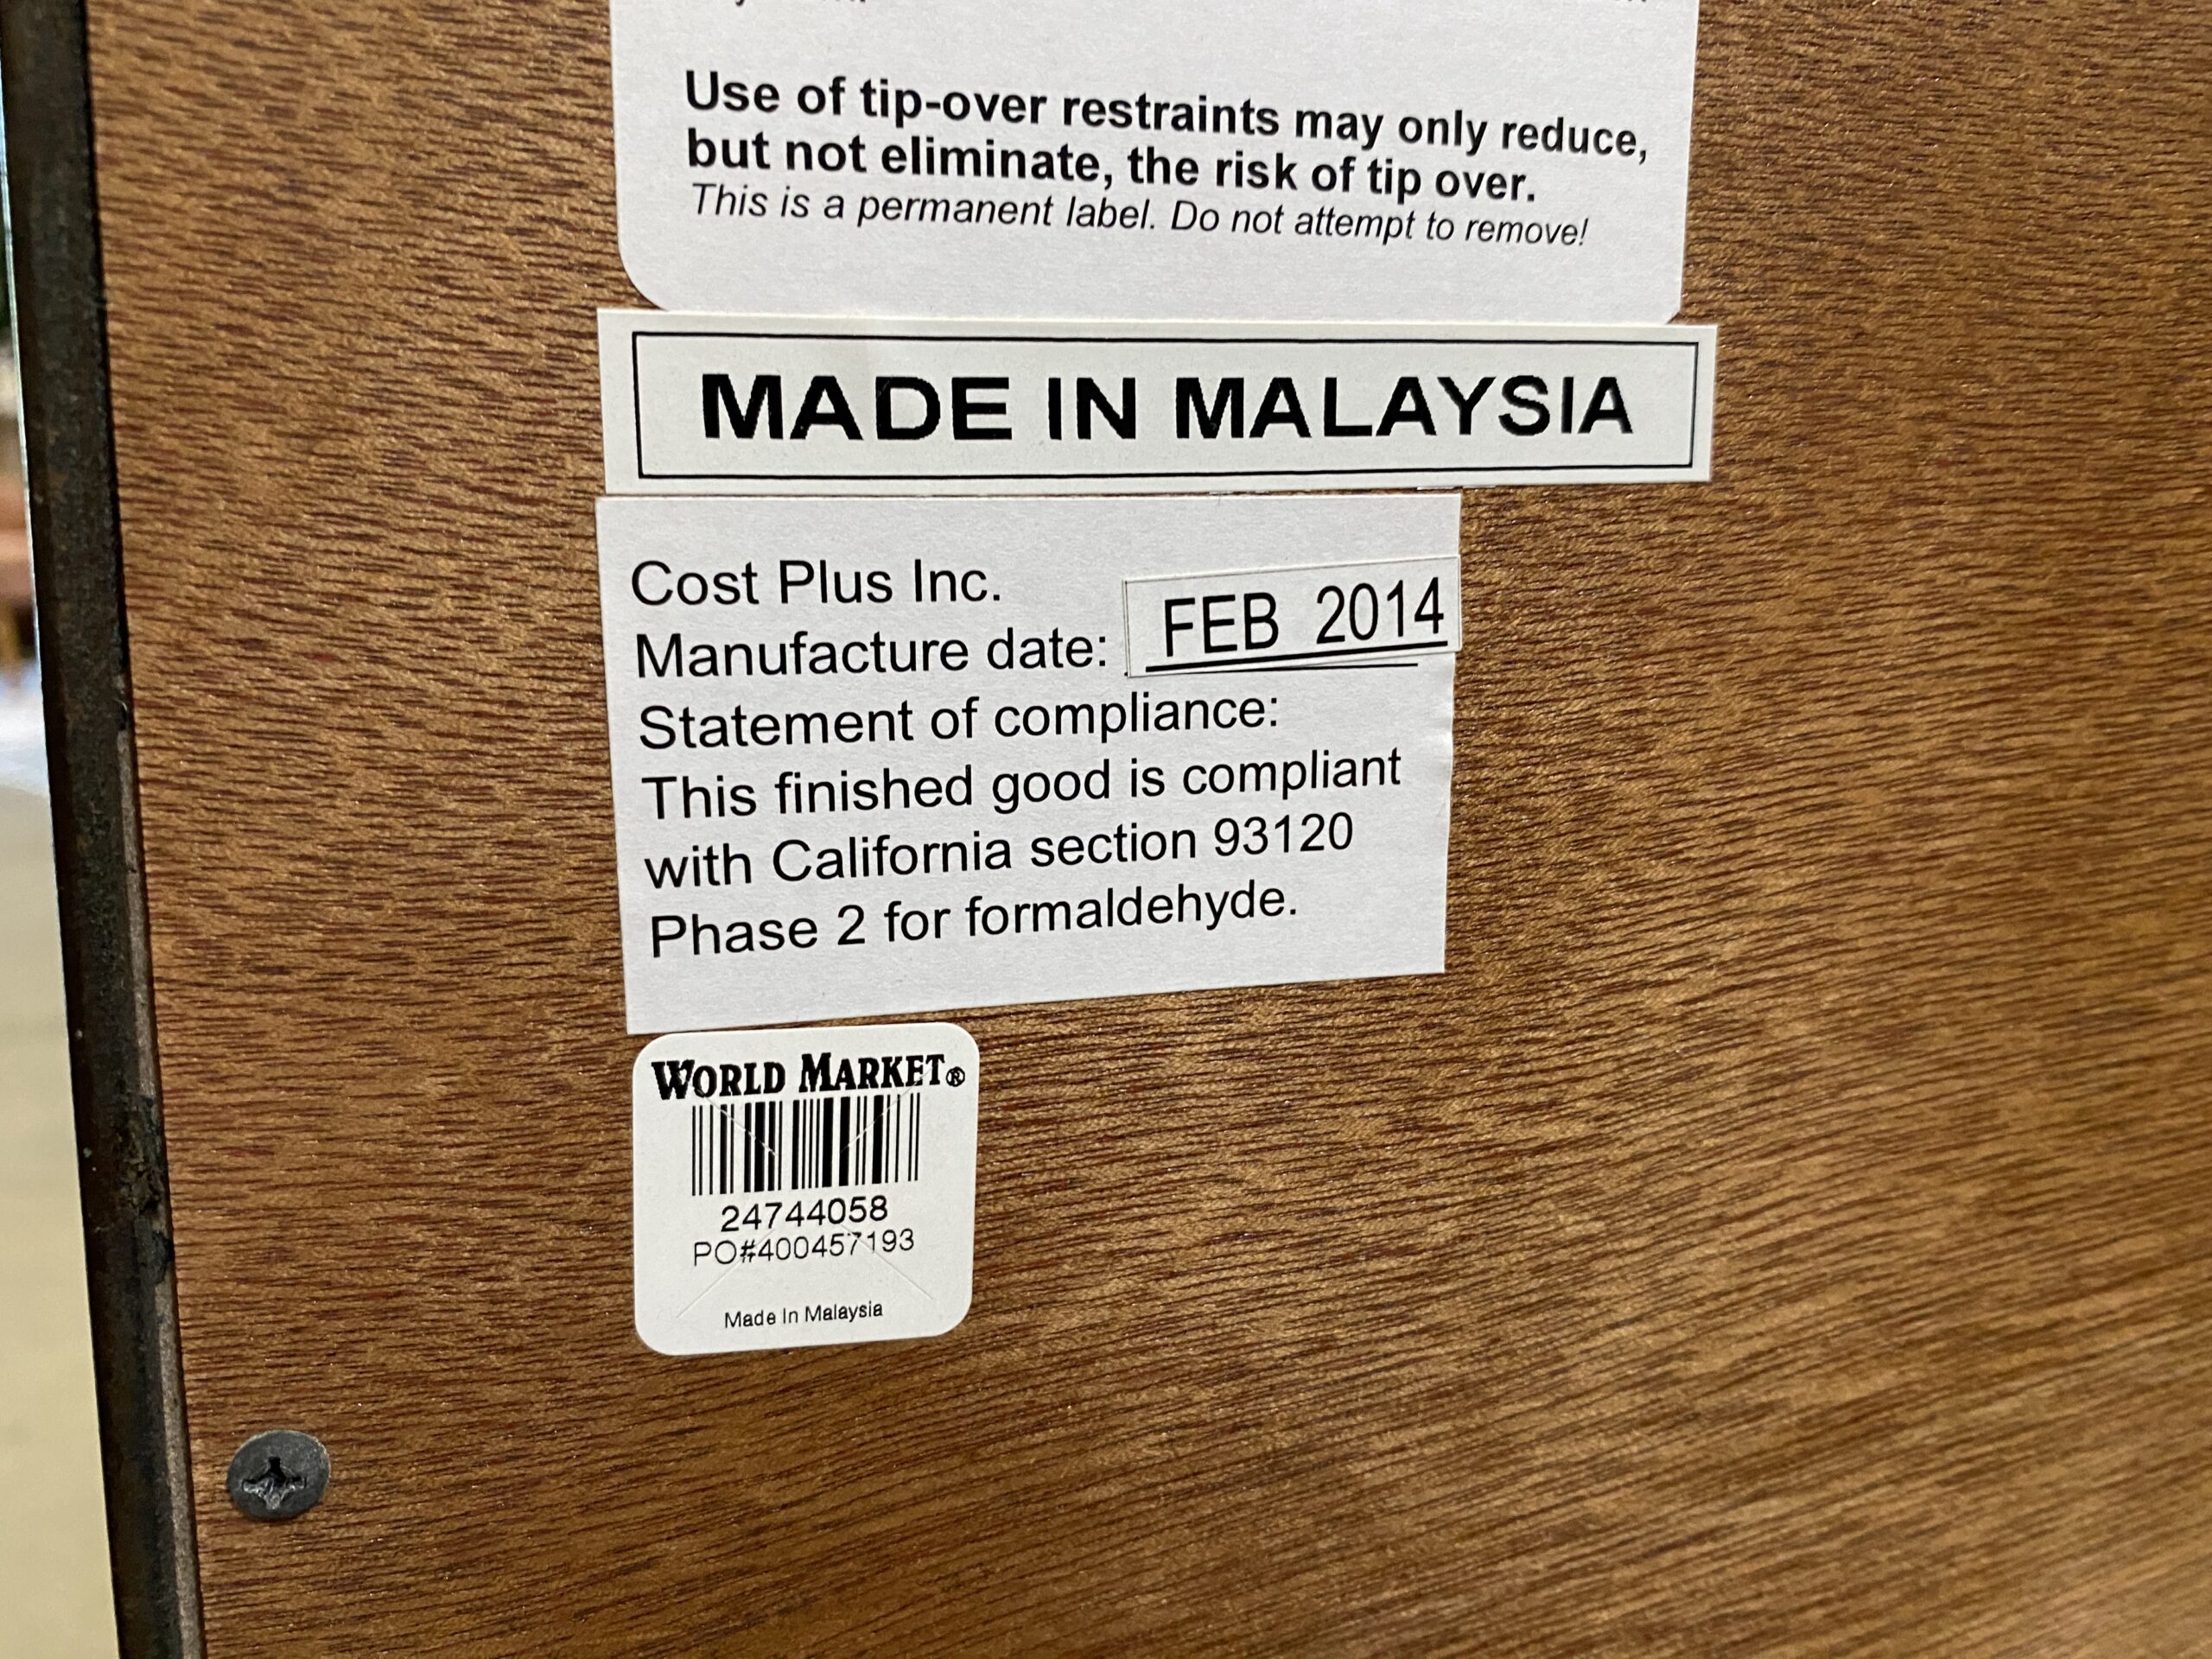 Use of tip-over restraints may only reduce,
but not eliminate, the risk of tip over.
This is a permanent label. Do not attempt to remove!
MADE IN MALAYSIA
Cost Plus Inc.
Manufacture date: FEB 2014
Statement of compliance:
This finished good is compliant
with California section 93120
Phase 2 for formaldehyde.
WORLD MARKET®
24744058
PO#400457193
Made In Malaysia